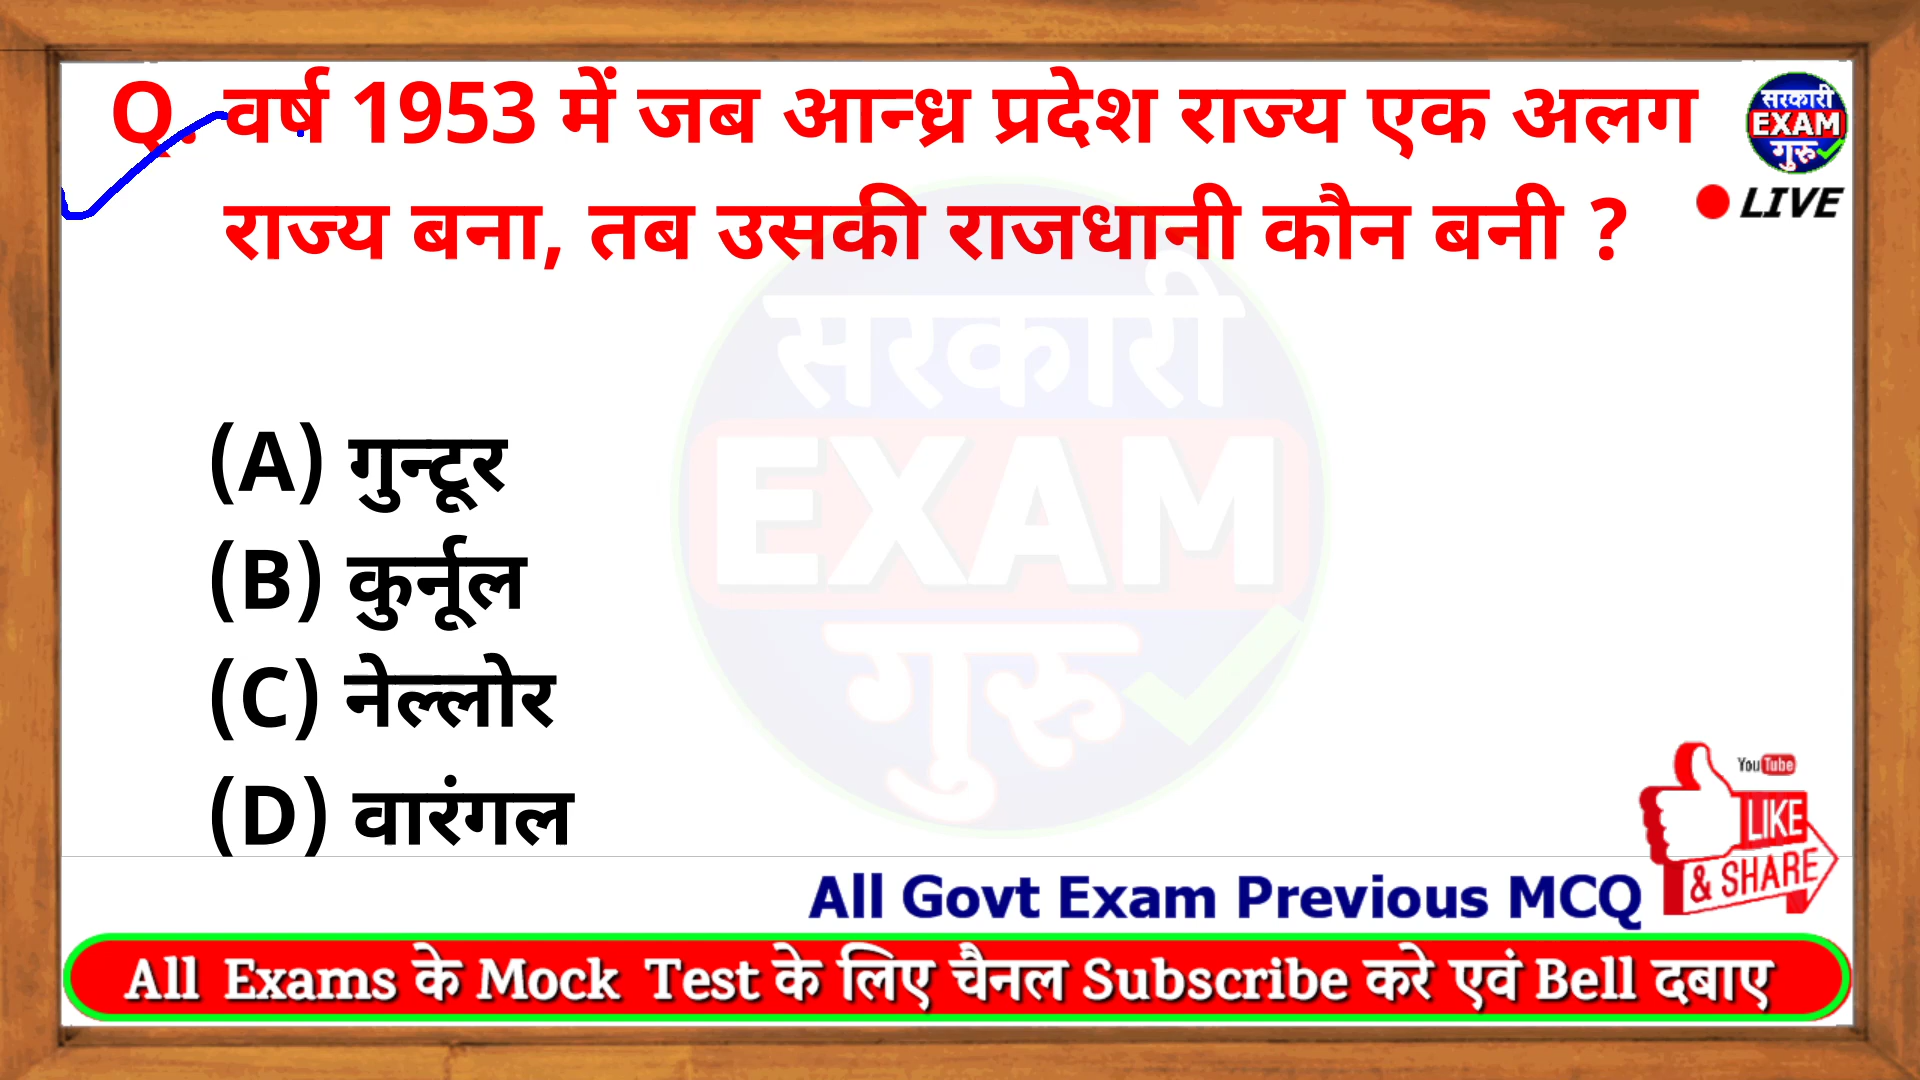 Q. वर्ष 1953 में जब आन्ध्र प्रदेश राज्य एक अलग
राज्य बना, तब उसकी राजधानी कौन बनी ?
सरकारी
EXAM
गुरु
LIVE
सरकारी
EXAM
गुरु
(A) गुन्टूर
(B) कुर्नूल
(C) नेल्लोर
(D) वारंगल
YouTube
LIKE
& SHARE
All Govt Exam Previous MCQ
All Exams के Mock Test के लिए चैनल Subscribe करे एवं Bell दबाए